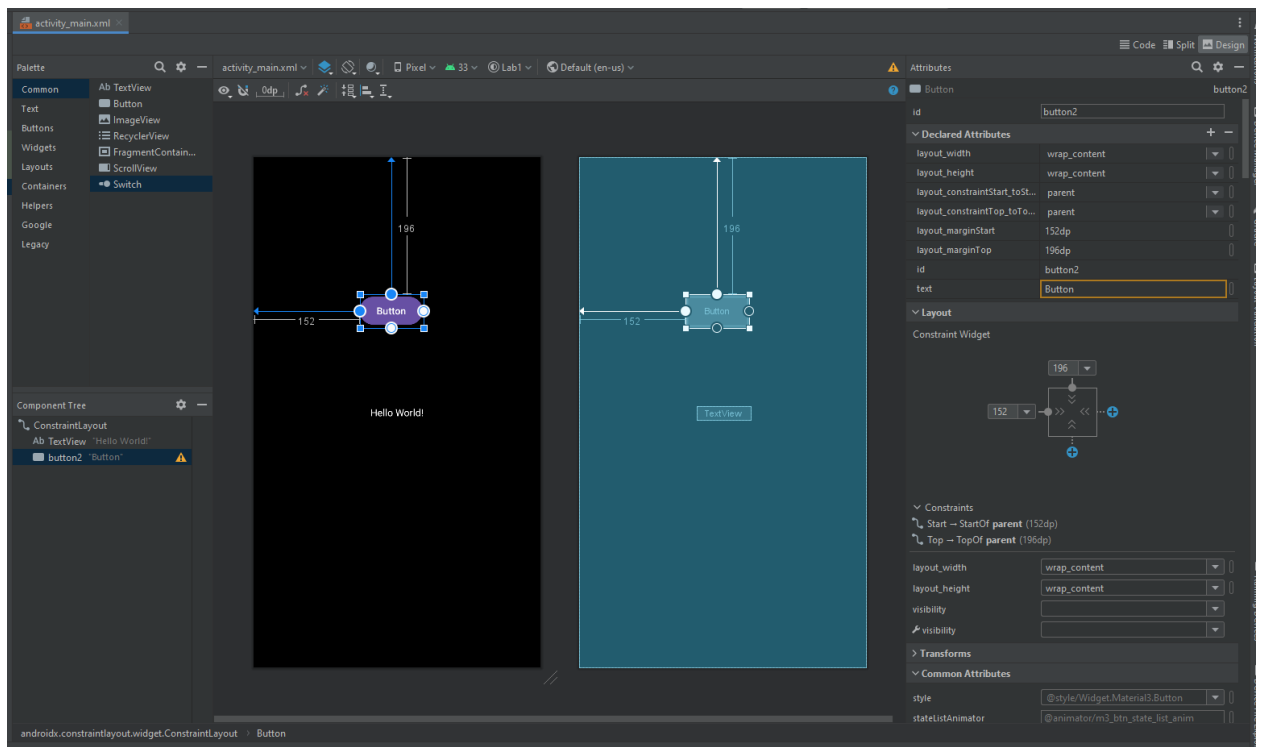 activity_main.xml
Code Split Design
Palette
activity_main.xml Pixel 33 Lab1 Default (en-us)
Attributes
Common
Text
Buttons
Widgets
Layouts
Containers
Helpers
Google
Legacy
Ab TextView
Button
ImageView
RecyclerView
FragmentContain...
ScrollView
Switch
0dp
196
152
Button
Hello World!
196
152
Button
TextView
Component Tree
ConstraintLayout
Ab TextView "Hello World!"
button2 "Button"
Button button2
id button2
Declared Attributes
layout_width wrap_content
layout_height wrap_content
layout_constraintStart_toSt... parent
layout_constraintTop_toTo... parent
layout_marginStart 152dp
layout_marginTop 196dp
id button2
text Button
Layout
Constraint Widget
196
152
Constraints
Start → StartOf parent (152dp)
Top → TopOf parent (196dp)
layout_width wrap_content
layout_height wrap_content
visibility
visibility
Transforms
Common Attributes
style @style/Widget.Material3.Button
stateListAnimator @animator/m3_btn_state_list_anim
androidx.constraintlayout.widget.ConstraintLayout › Button